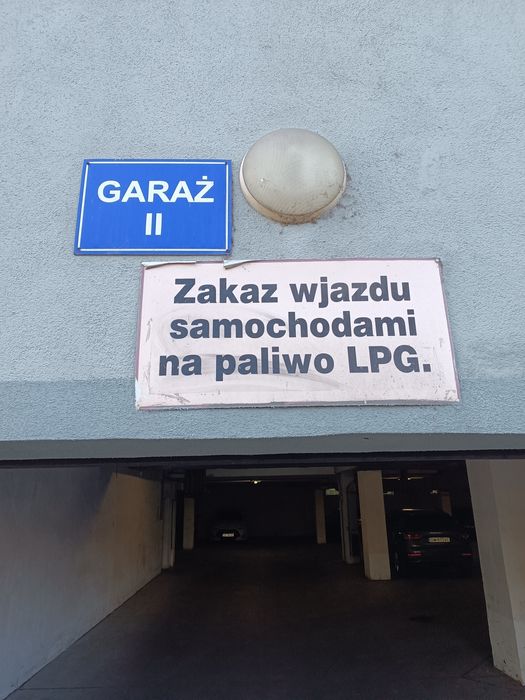 GARAŻ
II
Zakaz wjazdu
samochodami
na paliwo LPG.